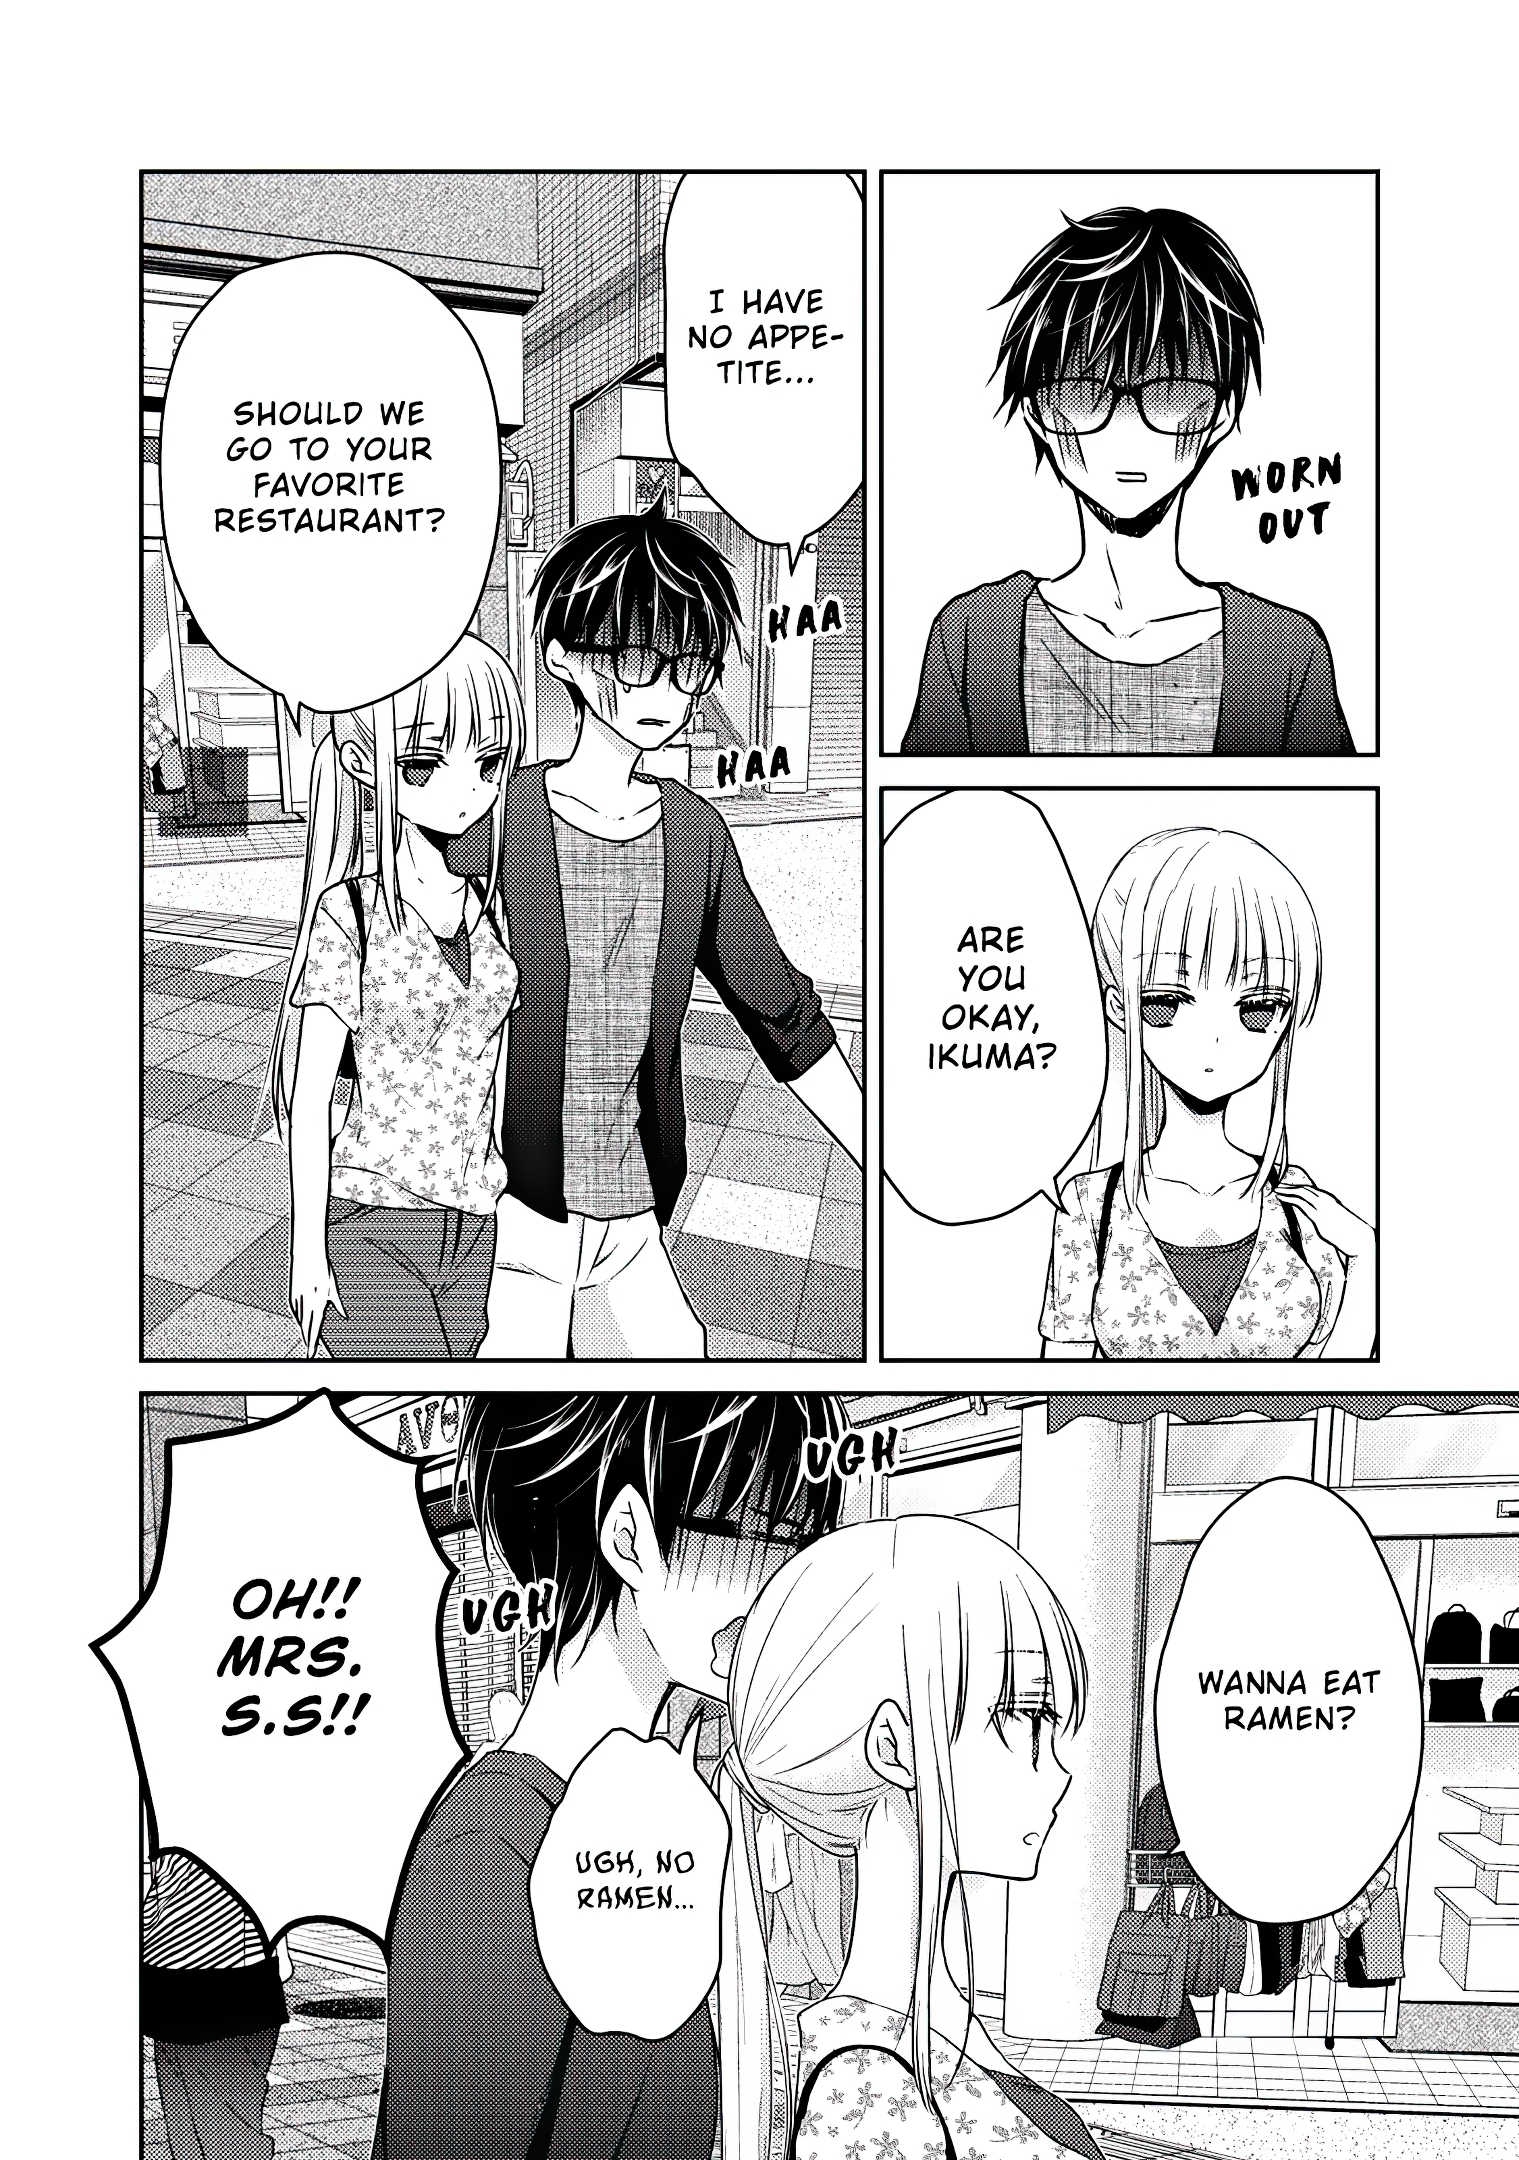 WORN
OUT
ARE
YOU
OKAY,
IKUMA?
I HAVE
NO APPE-
TITE...
HAA
HAA
SHOULD WE
GO TO YOUR
FAVORITE
RESTAURANT?
WANNA EAT
RAMEN?
UGH
UGH
UGH, NO
RAMEN...
OH!!
MRS.
S.S!!